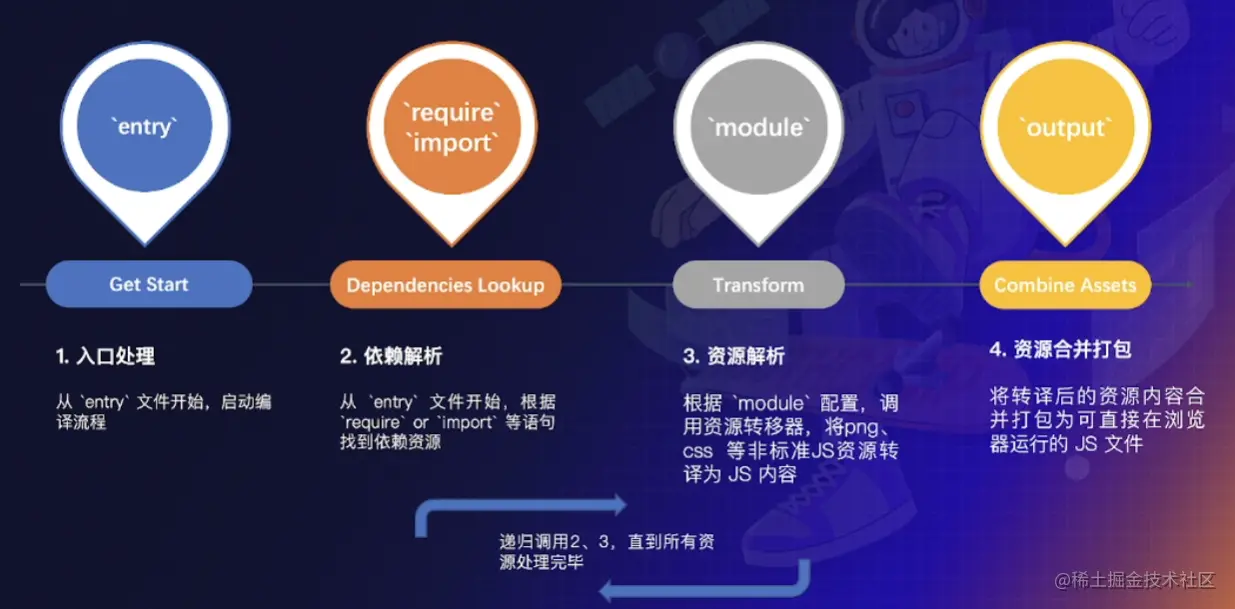 `entry`
`require`
`import`
`module`
`output`
Get Start
Dependencies Lookup
Transform
Combine Assets
1. 入口处理
从 `entry` 文件开始，启动编
译流程
2. 依赖解析
从 `entry` 文件开始，根据
`require` or `import` 等语句
找到依赖资源
3. 资源解析
根据 `module` 配置，调
用资源转移器，将png、
css 等非标准JS资源转
译为 JS 内容
4. 资源合并打包
将转译后的资源内容合
并打包为可直接在浏览
器运行的 JS 文件
递归调用2、3，直到所有资
源处理完毕
@稀土掘金技术社区